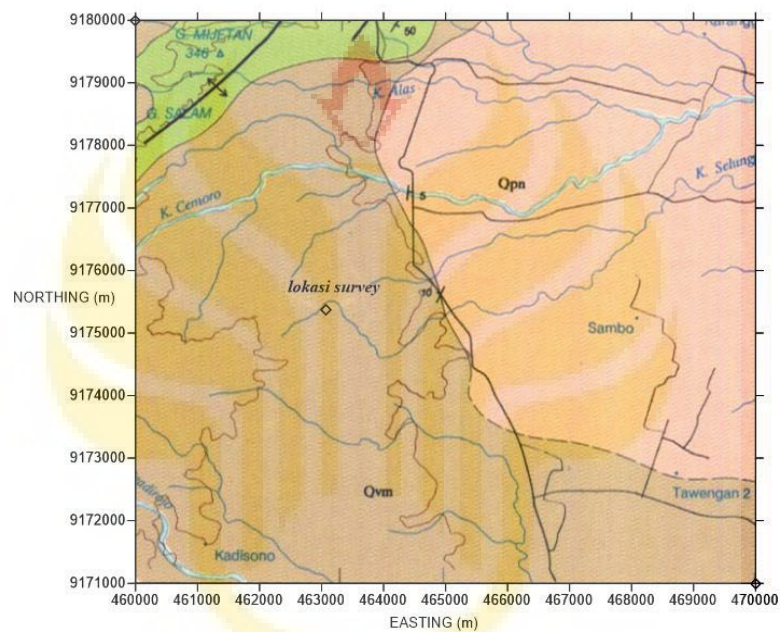 9180000
G. MIJETAN
346
50
9179000
K. Alas
G. SALAM
9178000
Qpn
K. Cemoro
5
9177000
9176000
lokasi survey
10
NORTHING (m)
9175000
Sambo
9174000
9173000
Qvm
Tawengan 2
9172000
Kadisono
9171000
460000 461000 462000 463000 464000 465000 466000 467000 468000 469000 470000
EASTING (m)